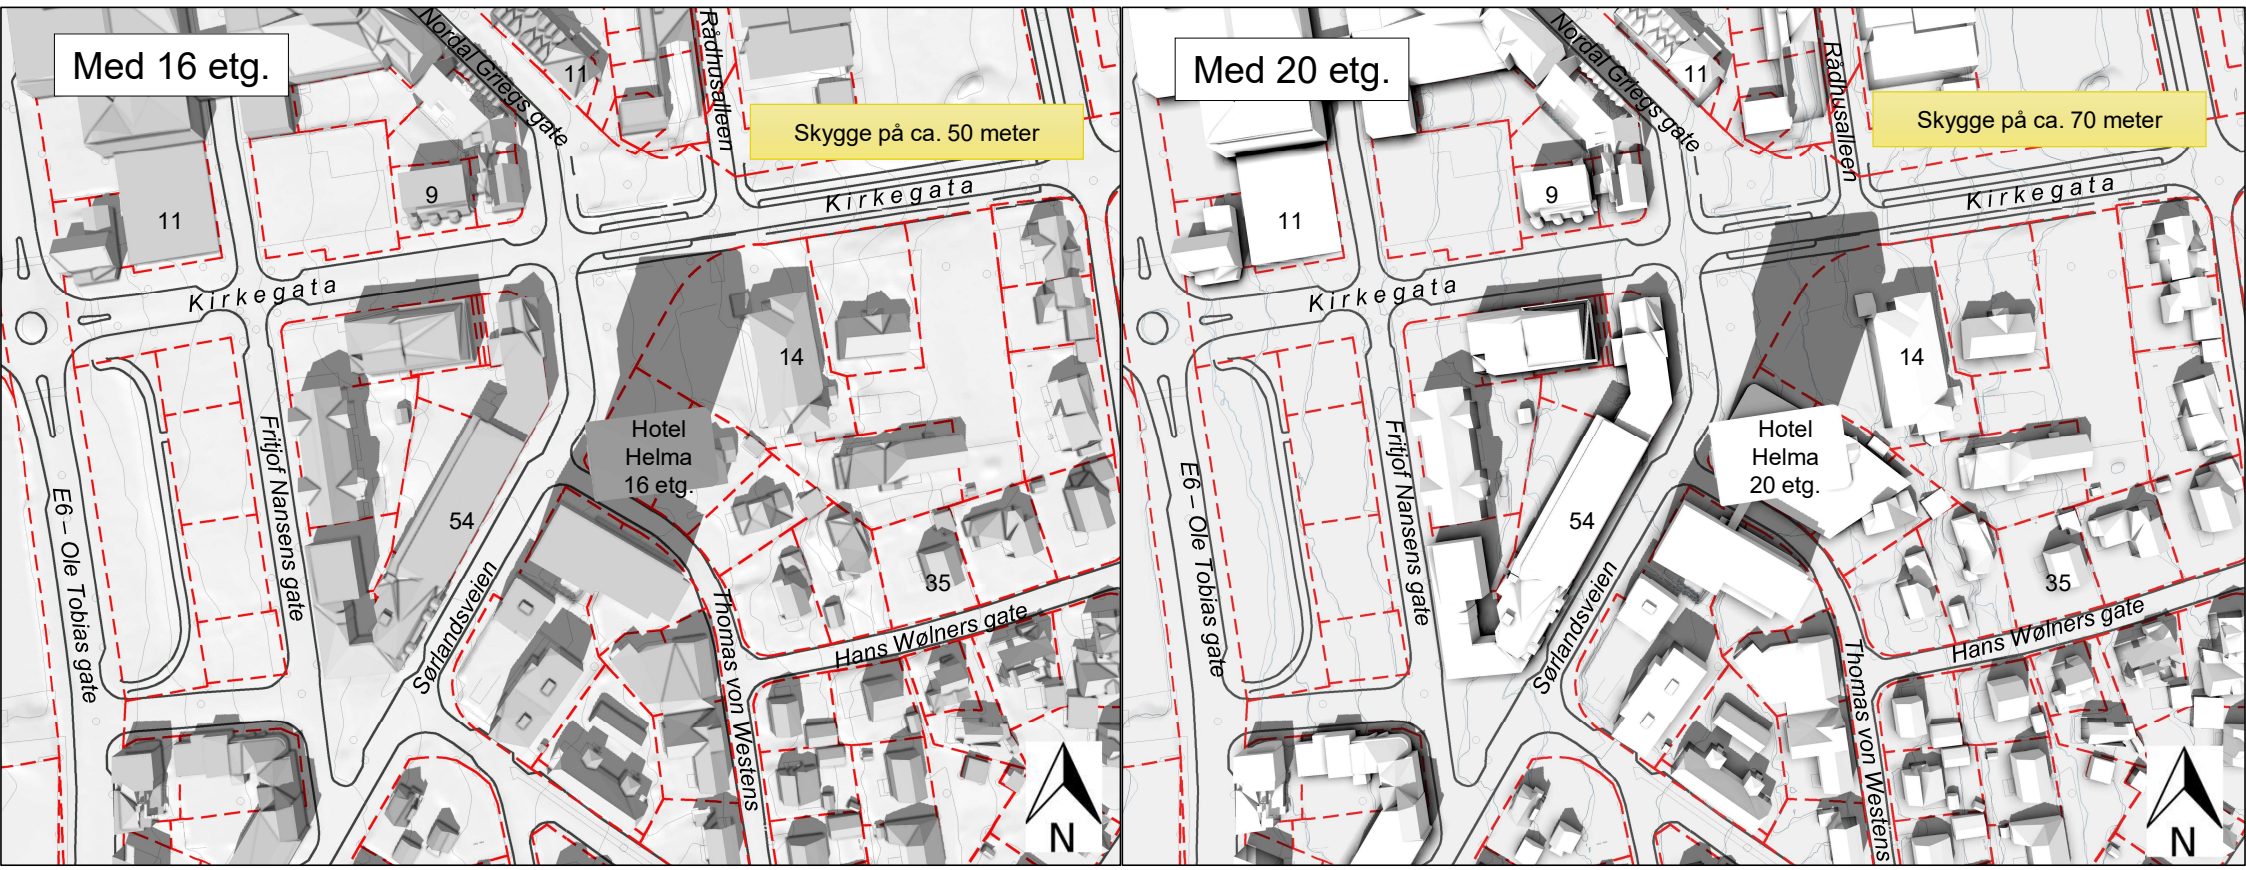 Med 16 etg.
Nordal Griegs gate
11
Rådhusalleen
Skygge på ca. 50 meter
9
11
Kirkegata
Kirkegata
14
Hotel
Helma
16 etg.
Fritjof Nansens gate
E6 – Ole Tobias gate
54
35
Sørlandsveien
Thomas von Westens
Hans Wølners gate
N
Med 20 etg.
Nordal Griegs gate
11
Rådhusalleen
Skygge på ca. 70 meter
9
11
Kirkegata
Kirkegata
14
Hotel
Helma
20 etg.
Fritjof Nansens gate
E6 – Ole Tobias gate
54
35
Sørlandsveien
Thomas von Westens
Hans Wølners gate
N